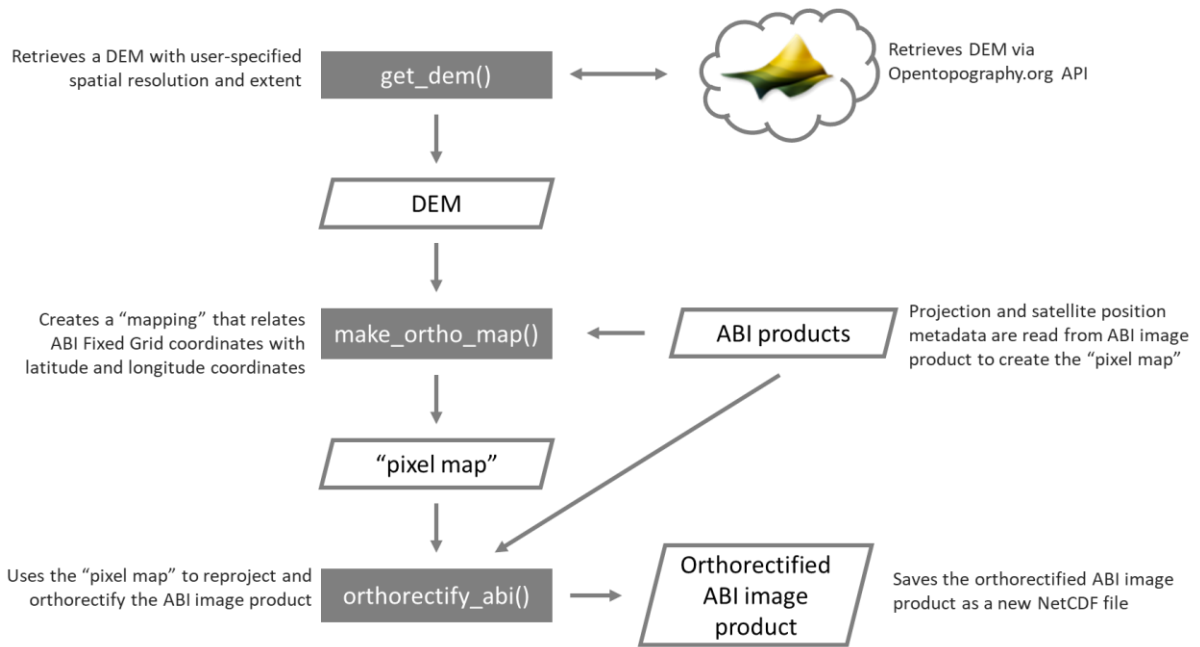 Retrieves a DEM with user-specified
spatial resolution and extent
get_dem()
Retrieves DEM via
Opentopography.org API
DEM
Creates a “mapping” that relates
ABI Fixed Grid coordinates with
latitude and longitude coordinates
make_ortho_map()
ABI products
Projection and satellite position
metadata are read from ABI image
product to create the “pixel map”
“pixel map”
Uses the “pixel map” to reproject and
orthorectify the ABI image product
orthorectify_abi()
Orthorectified
ABI image
product
Saves the orthorectified ABI image
product as a new NetCDF file